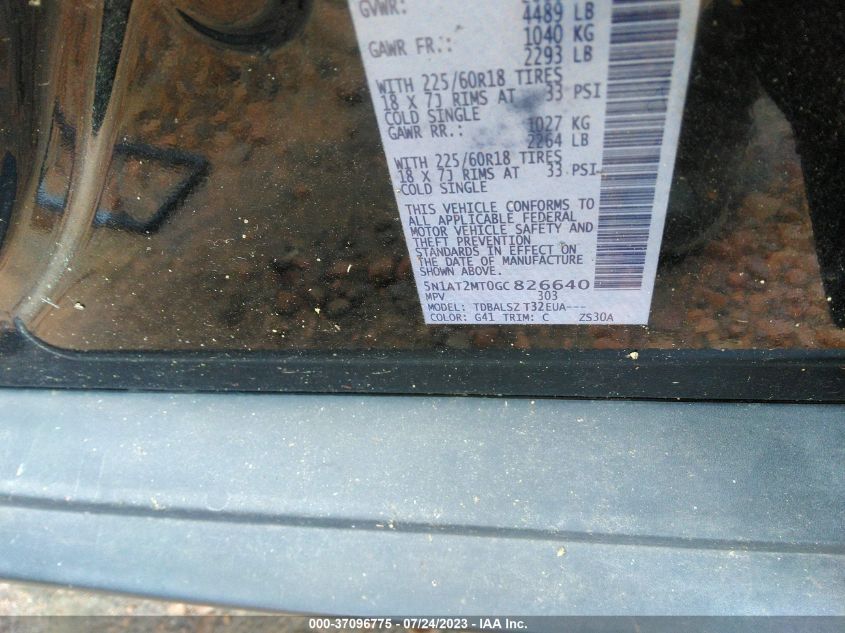 GVWR:
4489 LB
GAWR FR.: 1040 KG
2293 LB
WITH 225/60R18 TIRES
18 X 7J RIMS AT 33 PSI
COLD SINGLE
GAWR RR.: 1027 KG
2264 LB
WITH 225/60R18 TIRES
18 X 7J RIMS AT 33 PSI
COLD SINGLE
THIS VEHICLE CONFORMS TO
ALL APPLICABLE FEDERAL
MOTOR VEHICLE SAFETY AND
THEFT PREVENTION
STANDARDS IN EFFECT ON
THE DATE OF MANUFACTURE
SHOWN ABOVE.
5N1AT2MT0GC826640
MPV 303
MODEL: TDBALSZ T32EUA---
COLOR: G41 TRIM: C ZS30A
000-37096775 - 07/24/2023 - IAA Inc.